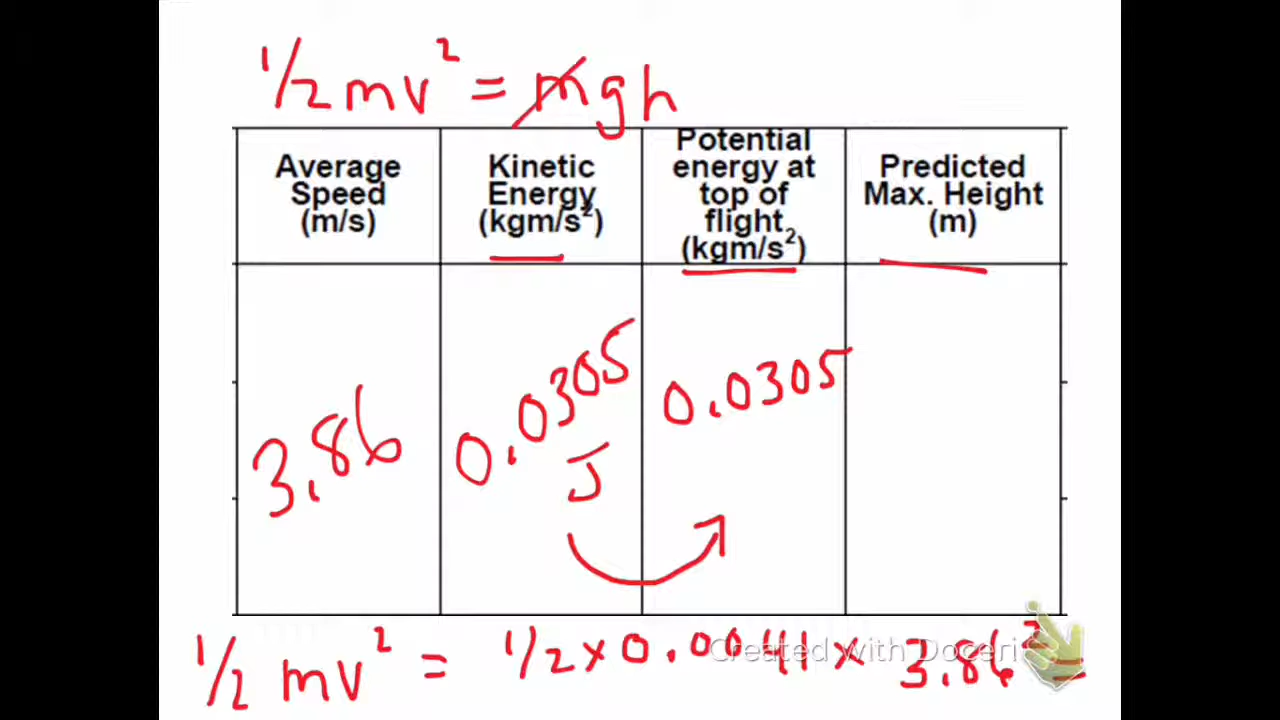 1/2 mv² = mgh
Average Speed (m/s)
Kinetic Energy (kgm/s²)
Potential energy at top of flight (kgm/s²)
Predicted Max. Height (m)
3.86
0.0305 J
0.0305
1/2 mv² = 1/2 × 0.0041 × 3.86² =
Created with Doceri